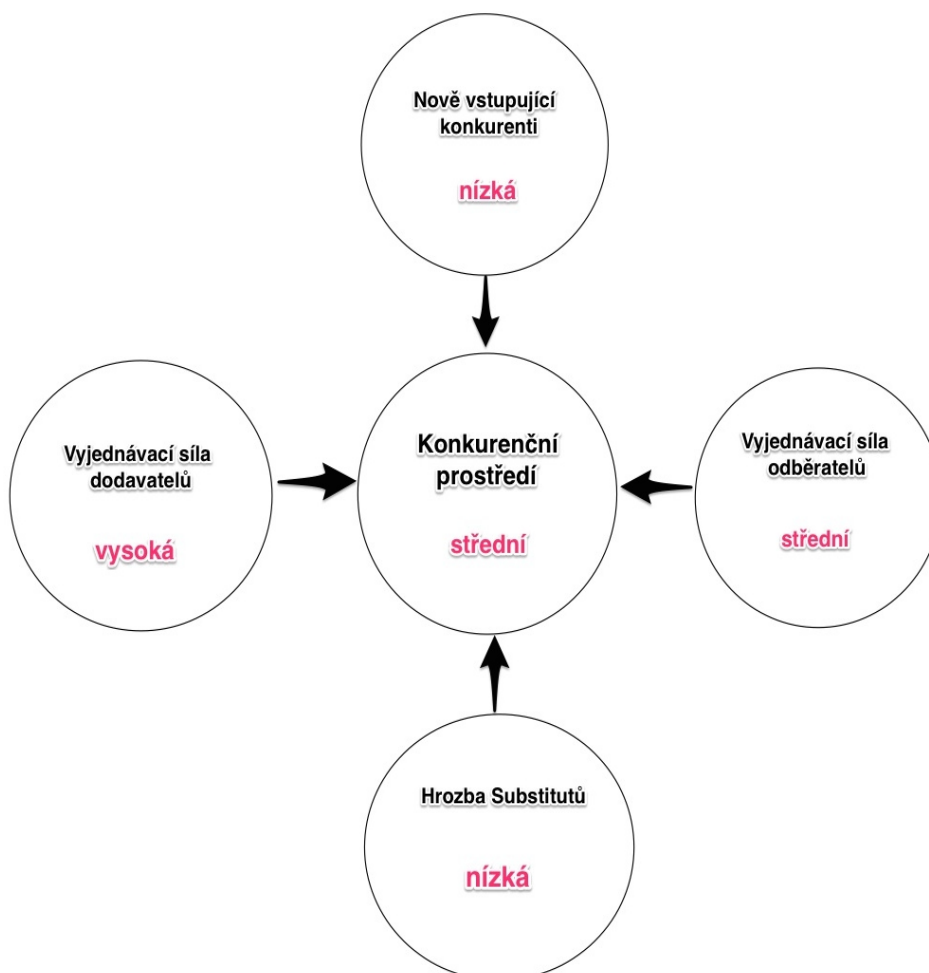 Nově vstupující
konkurenti
nízká
Vyjednávací síla
dodavatelů
vysoká
Konkurenční
prostředí
střední
Vyjednávací síla
odběratelů
střední
Hrozba Substitutů
nízká